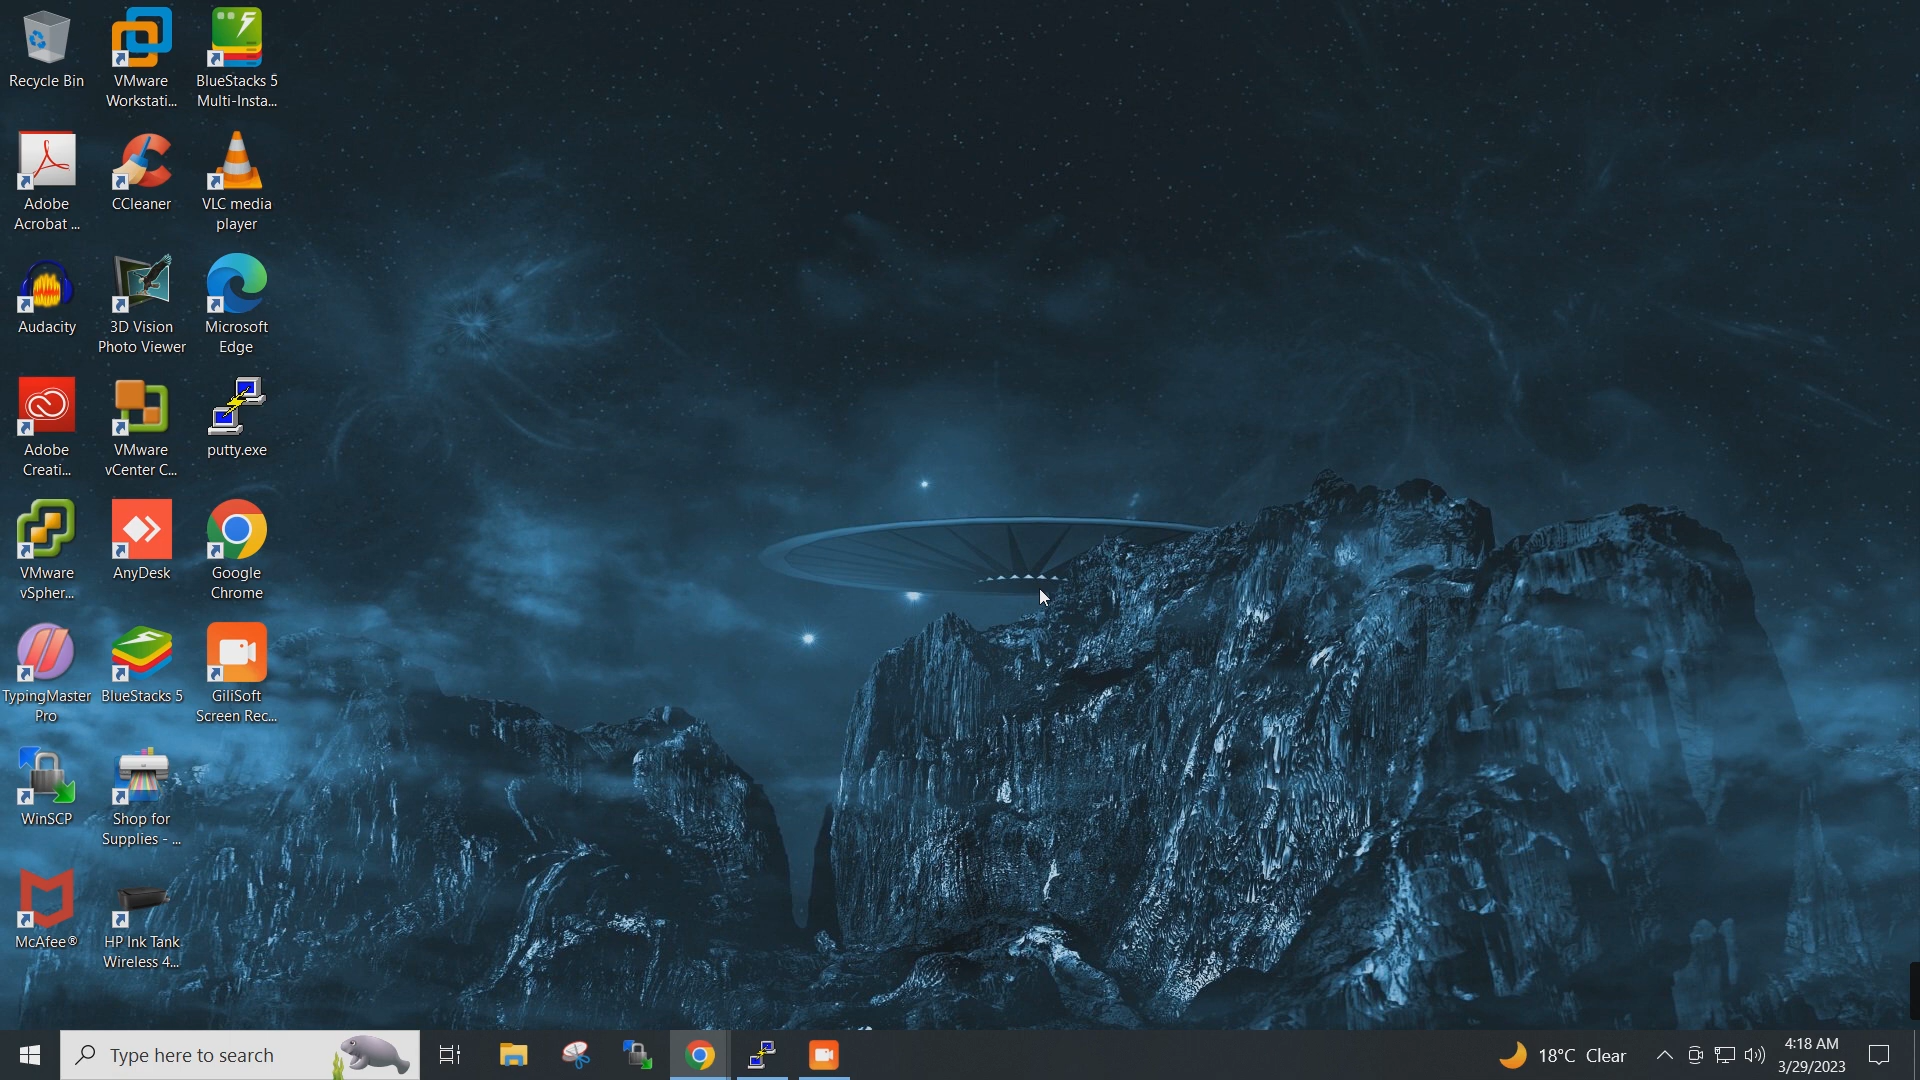 Recycle Bin
VMware
Workstati...
BlueStacks 5
Multi-Insta...
Adobe
Acrobat ...
CCleaner
VLC media
player
Audacity
3D Vision
Photo Viewer
Microsoft
Edge
Adobe
Creati...
VMware
vCenter C...
putty.exe
VMware
vSpher...
AnyDesk
Google
Chrome
TypingMaster
Pro
BlueStacks 5
GiliSoft
Screen Rec...
WinSCP
Shop for
Supplies - ...
McAfee®
HP Ink Tank
Wireless 4...
Type here to search
18°C Clear
4:18 AM
3/29/2023